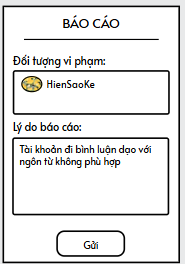 BÁO CÁO
Đối tượng vi phạm:
HienSaoKe
Lý do báo cáo:
Tài khoản đi bình luận dạo với
ngôn từ không phù hợp
Gửi